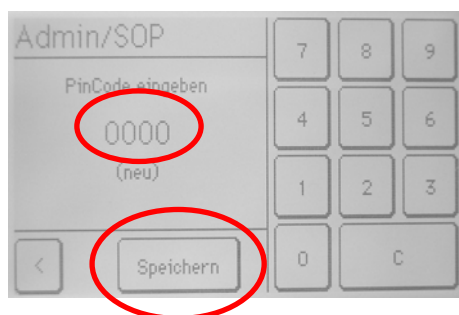 Admin/SOP
PinCode eingeben
0000
(neu)
<
Speichern
7 8 9
4 5 6
1 2 3
0 C